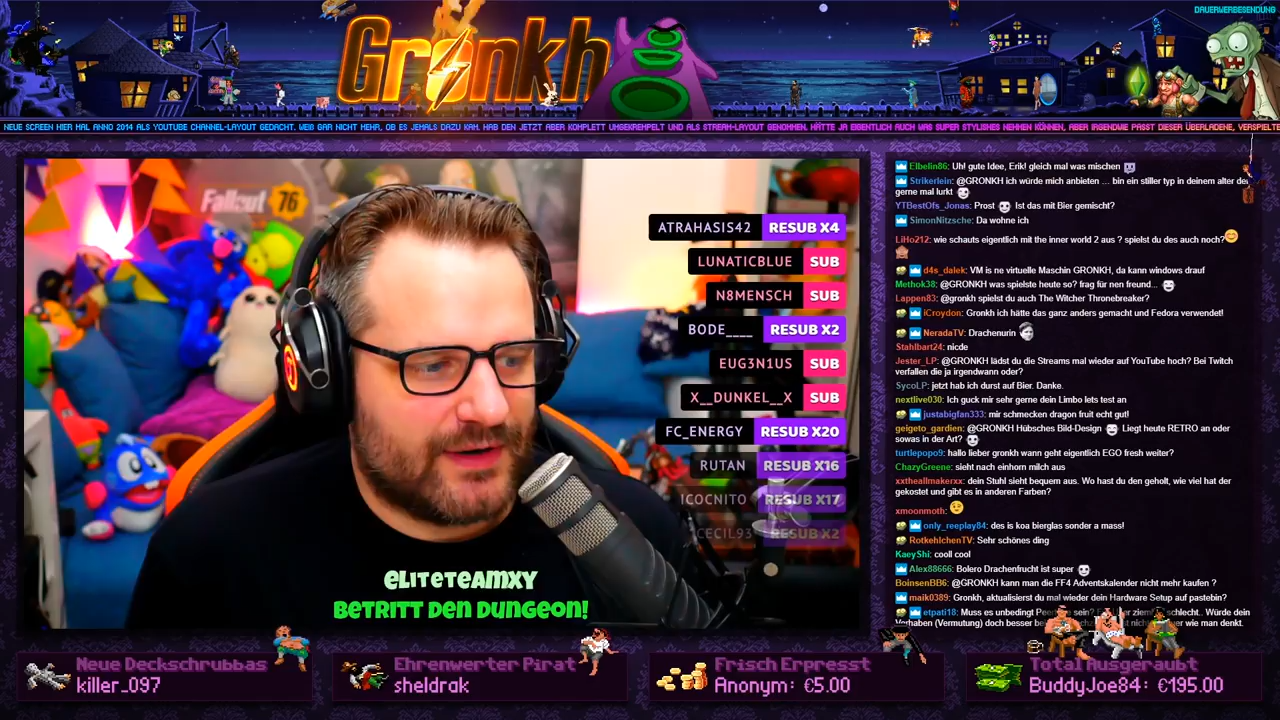 DAUERWERBESENDUNG
Gronkh
NEUE SCREEN HIER MAL ANNO 2014 ALS YOUTUBE CHANNEL-LAYOUT GEDACHT, WEIß GAR NICHT MEHR, OB ES JEMALS DAZU KAM. HAB DEN JETZT ABER KOMPLETT UMGEKREMPELT UND ALS STREAM-LAYOUT GENOMMEN. HÄTTE JA EIGENTLICH AUCH WAS SUPER STYLISHES NEHMEN KÖNNEN, ABER IRGENDWIE PASST DIESER ÜBERLADENE, VERSPIELTE
Fallout 76
ATRAHASIS42 RESUB X4
LUNATICBLUE SUB
N8MENSCH SUB
BODE____ RESUB X2
EUG3N1US SUB
X__DUNKEL__X SUB
FC_ENERGY RESUB X20
RUTAN RESUB X16
ICOCNITO RESUB X17
CECIL93 RESUB X2
eliteteamxy
BETRITT DEN DUNGEON!
Elbelin86: Uh! gute Idee, Erik! gleich mal was mischen
Strikerlein: @GRONKH ich würde mich anbieten ... bin ein stiller typ in deinem alter der
gerne mal lurkt
YTBestOfs_Jonas: Prost Ist das mit Bier gemischt?
SimonNitzsche: Da wohne ich
LiHo212: wie schauts eigentlich mit the inner world 2 aus ? spielst du des auch noch?
d4s_dalek: VM is ne virtuelle Maschin GRONKH, da kann windows drauf
Methok38: @GRONKH was spielste heute so? frag für nen freund...
Lappen83: @gronkh spielst du auch The Witcher Thronebreaker?
iCroydon: Gronkh ich hätte das ganz anders gemacht und Fedora verwendet!
NeradaTV: Drachenurin
Stahlbart24: nicde
Jester_LP: @GRONKH lädst du die Streams mal wieder auf YouTube hoch? Bei Twitch
verfallen die ja irgendwann oder?
SycoLP: jetzt hab ich durst auf Bier. Danke.
nextlive030: Ich guck mir sehr gerne dein Limbo lets test an
justabigfan333: mir schmecken dragon fruit echt gut!
geigeto_gardien: @GRONKH Hübsches Bild-Design Liegt heute RETRO an oder
sowas in der Art?
turtlepopo9: hallo lieber gronkh wann geht eigentlich EGO fresh weiter?
ChazyGreene: sieht nach einhorn milch aus
xxtheallmakerxx: dein Stuhl sieht bequem aus. Wo hast du den geholt, wie viel hat der
gekostet und gibt es in anderen Farben?
xmoonmoth:
only_reeplay84: des is koa bierglas sonder a mass!
RotkehlchenTV: Sehr schönes ding
KaeyShi: cooll cool
Alex88666: Bolero Drachenfrucht ist super
BoinsenBB6: @GRONKH kann man die FF4 Adventskalender nicht mehr kaufen ?
maik0389: Gronkh, aktualisierst du mal wieder dein Hardware Setup auf pastebin?
etpati18: Muss es unbedingt sein? schlecht.. Würde dein
Vorhaben (Vermutung) doch besser wie man denkt.
Neue Deckschrubbas
killer_097
Ehrenwerter Pirat
sheldrak
Frisch Erpresst
Anonym: €5.00
Total Ausgeraubt
BuddyJoe84: €195.00